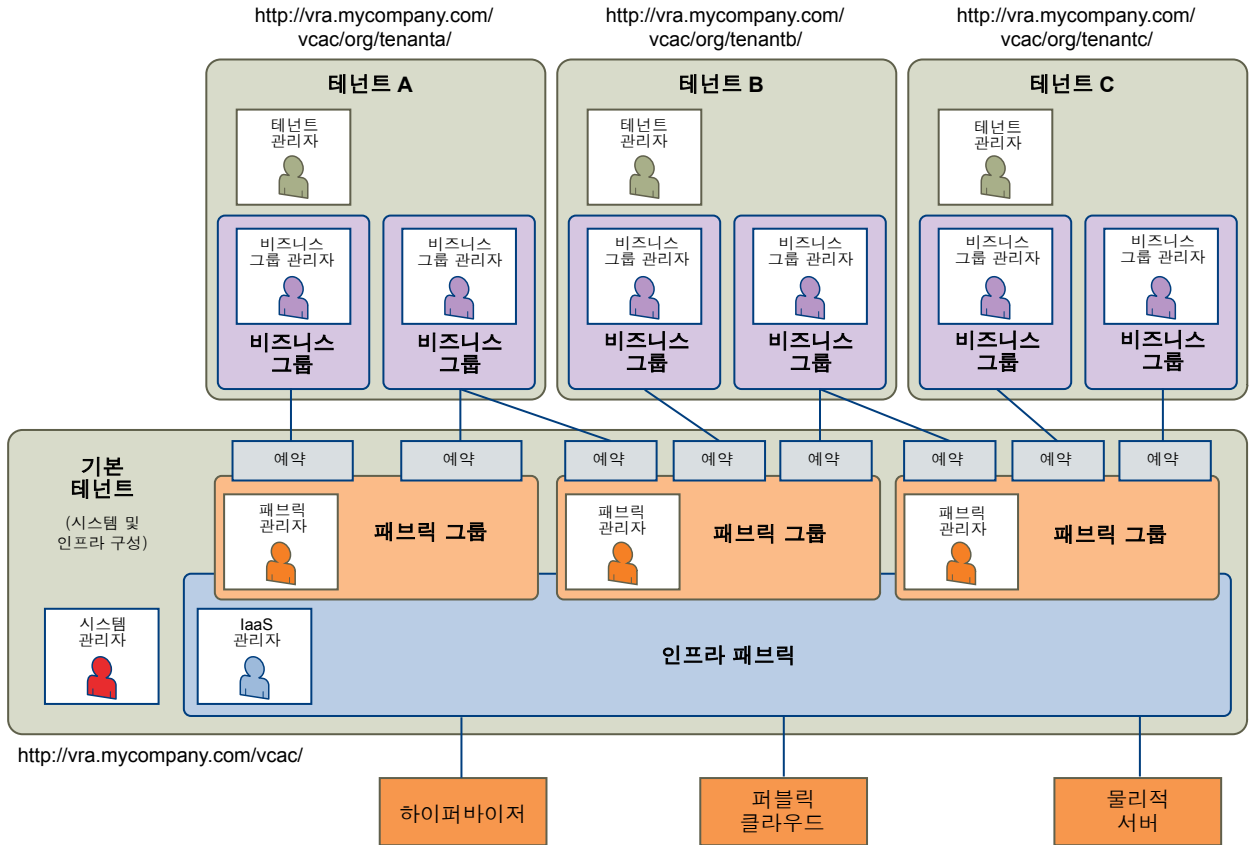 http://vra.mycompany.com/
vcac/org/tenanta/
http://vra.mycompany.com/
vcac/org/tenantb/
http://vra.mycompany.com/
vcac/org/tenantc/
테넌트 A
테넌트
관리자
비즈니스
그룹 관리자
비즈니스
그룹
비즈니스
그룹 관리자
비즈니스
그룹
테넌트 B
테넌트
관리자
비즈니스
그룹 관리자
비즈니스
그룹
비즈니스
그룹 관리자
비즈니스
그룹
테넌트 C
테넌트
관리자
비즈니스
그룹 관리자
비즈니스
그룹
비즈니스
그룹 관리자
비즈니스
그룹
기본
테넌트
(시스템 및
인프라 구성)
예약
예약
예약
예약
예약
예약
예약
예약
패브릭
관리자
패브릭 그룹
패브릭
관리자
패브릭 그룹
패브릭
관리자
패브릭 그룹
시스템
관리자
IaaS
관리자
인프라 패브릭
http://vra.mycompany.com/vcac/
하이퍼바이저
퍼블릭
클라우드
물리적
서버